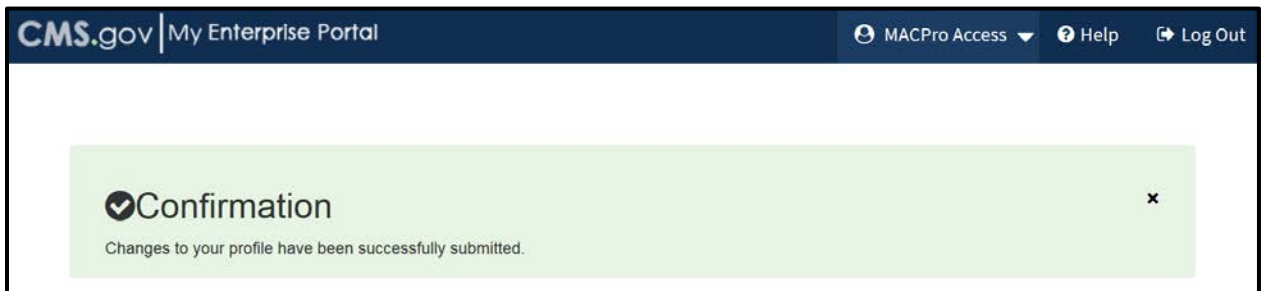 CMS.gov My Enterprise Portal MACPro Access Help Log Out
Confirmation
Changes to your profile have been successfully submitted.